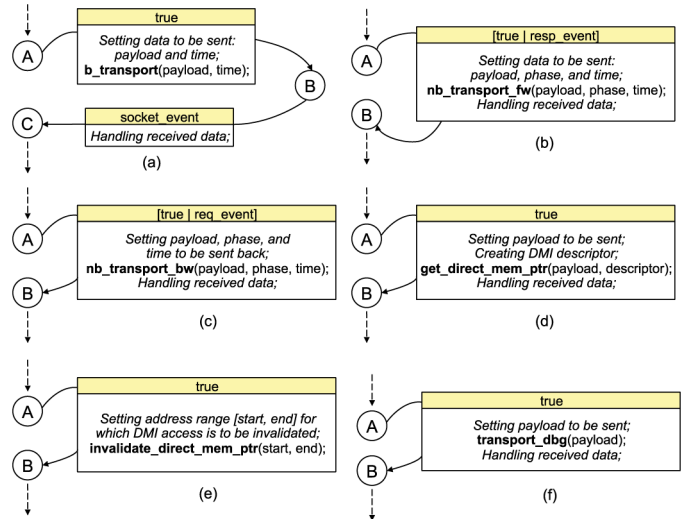 true
A
Setting data to be sent:
payload and time;
b_transport(payload, time);
B
C
socket_event
Handling received data;
(a)
[true | resp_event]
A
Setting data to be sent:
payload, phase, and time:
nb_transport_fw(payload, phase, time);
Handling received data;
B
(b)
[true | req_event]
A
Setting payload, phase, and
time to be sent back;
nb_transport_bw(payload, phase, time);
Handling received data;
B
(c)
true
A
Setting payload to be sent;
Creating DMI descriptor;
get_direct_mem_ptr(payload, descriptor);
Handling received data;
B
(d)
true
A
Setting address range [start, end] for
which DMI access is to be invalidated;
invalidate_direct_mem_ptr(start, end);
B
(e)
true
A
Setting payload to be sent;
transport_dbg(payload);
Handling received data;
B
(f)